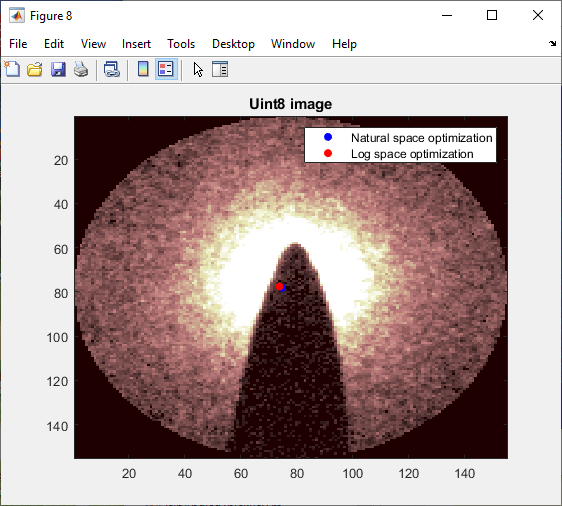 Figure 8
File Edit View Insert Tools Desktop Window Help
Uint8 image
Natural space optimization
Log space optimization
20
40
60
80
100
120
140
20 40 60 80 100 120 140